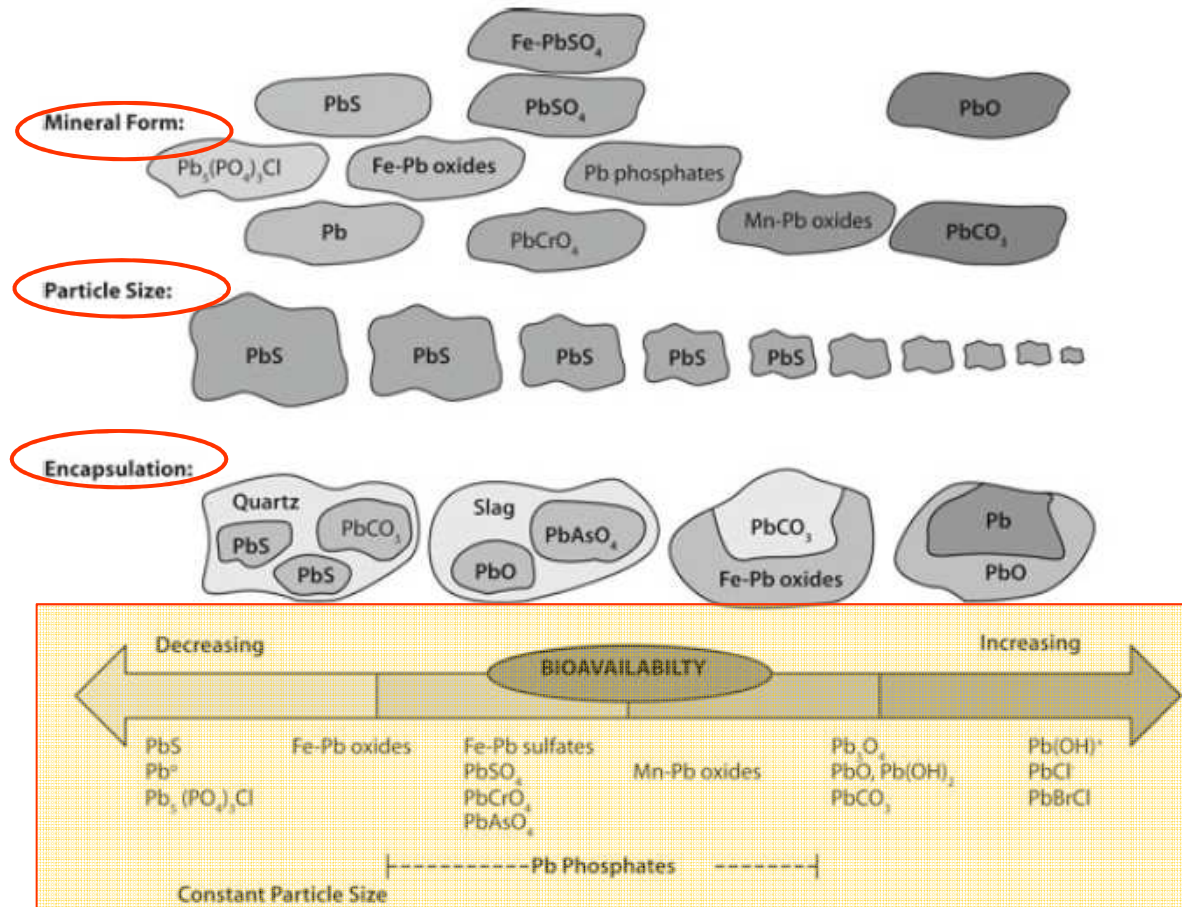 Fe-PbSO₄
PbS
PbSO₄
PbO
Mineral Form:
Pb₅(PO₄)₃Cl
Fe-Pb oxides
Pb phosphates
Pb
PbCrO₄
Mn-Pb oxides
PbCO₃
Particle Size:
PbS PbS PbS PbS PbS
Encapsulation:
Quartz
PbS
PbCO₃
PbS
Slag
PbAsO₄
PbO
PbCO₃
Fe-Pb oxides
Pb
PbO
Decreasing
BIOAVAILABILTY
Increasing
PbS Fe-Pb oxides Fe-Pb sulfates Pb₃O₄ Pb(OH)⁺
Pb° PbSO₄ Mn-Pb oxides PbO, Pb(OH)₂ PbCl⁻
Pb₅ (PO₄)₃Cl PbCrO₄ PbCO₃ PbBrCl
PbAsO₄
Pb Phosphates
Constant Particle Size